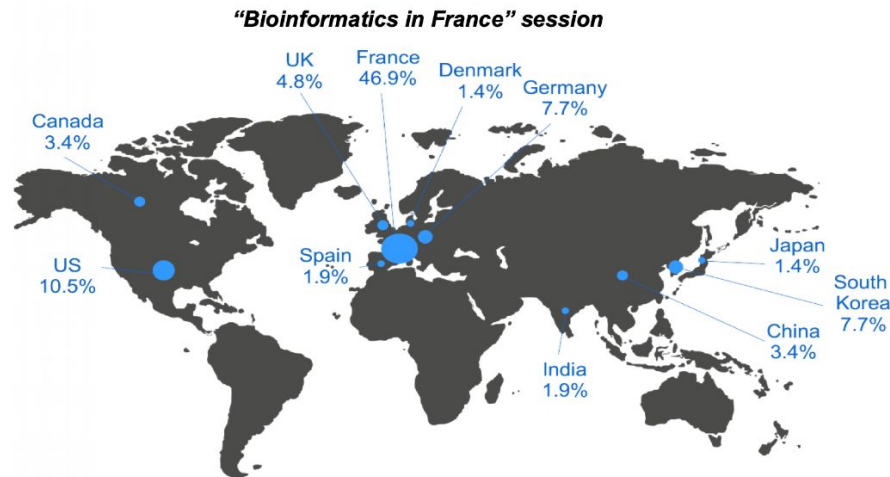 “Bioinformatics in France” session
UK
4.8%
France
46.9%
Denmark
1.4%
Germany
7.7%
Canada
3.4%
US
10.5%
Spain
1.9%
Japan
1.4%
South
Korea
7.7%
China
3.4%
India
1.9%